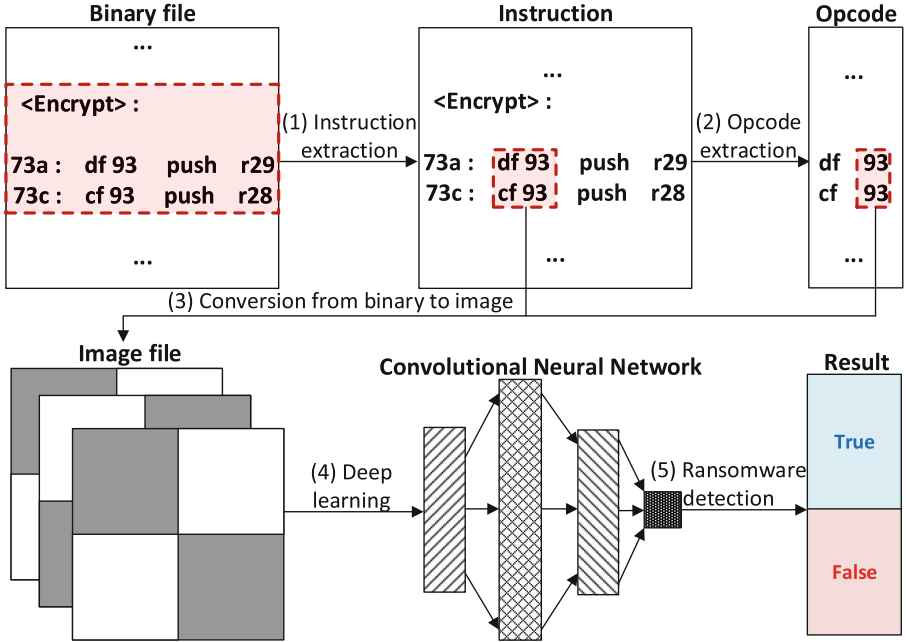 Binary file
Instruction
Opcode
...
<Encrypt> :
73a : df 93 push r29
73c : cf 93 push r28
...
(1) Instruction
extraction
...
<Encrypt> :
73a : df 93 push r29
73c : cf 93 push r28
...
(2) Opcode
extraction
...
df 93
cf 93
...
(3) Conversion from binary to image
Image file
(4) Deep
learning
Convolutional Neural Network
(5) Ransomware
detection
Result
True
False